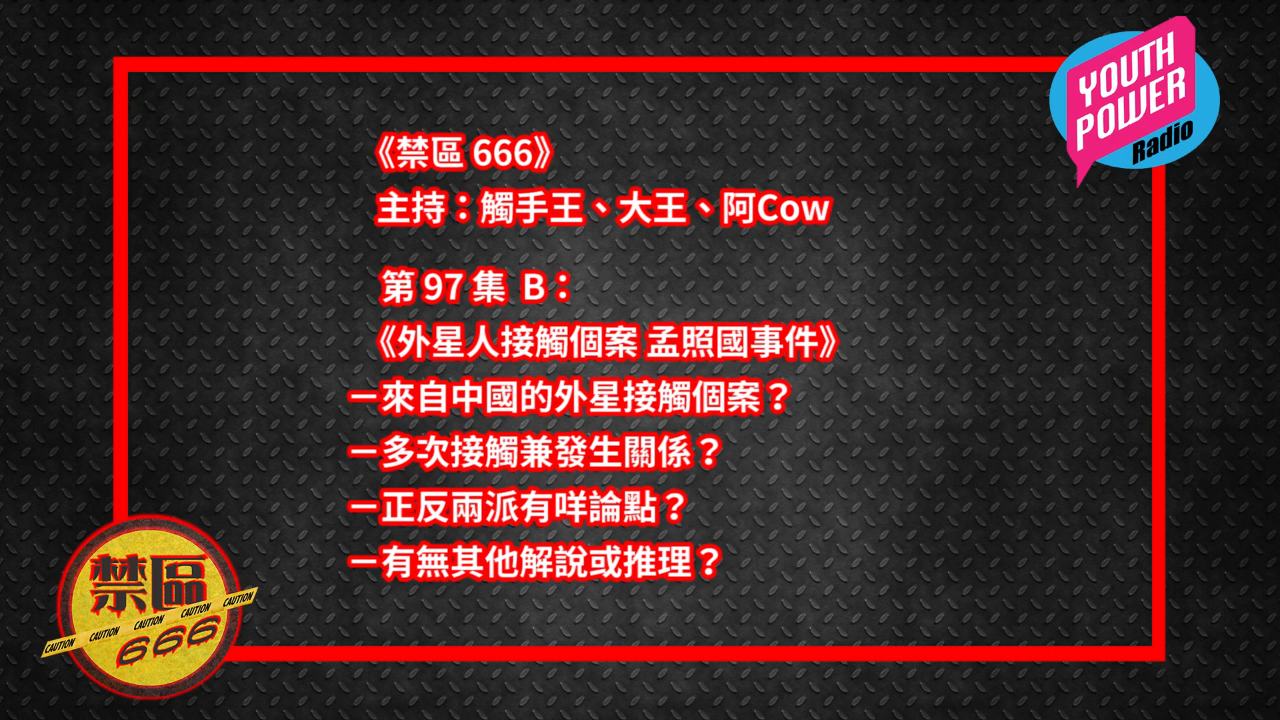 YOUTH
POWER
Radio
《禁區 666》
主持：觸手王、大王、阿Cow
第 97 集 B：
《外星人接觸個案 孟照國事件》
－來自中國的外星接觸個案？
－多次接觸兼發生關係？
－正反兩派有咩論點？
－有無其他解說或推理？
禁區
CAUTION CAUTION CAUTION CAUTION CAUTION
666